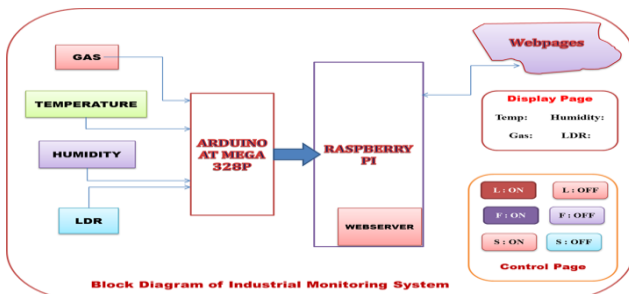 GAS
TEMPERATURE
HUMIDITY
LDR
ARDUINO
AT MEGA
328P
RASPBERRY
PI
WEBSERVER
Webpages
Display Page
Temp: Humidity:
Gas: LDR:
L : ON L : OFF
F : ON F : OFF
S : ON S : OFF
Control Page
Block Diagram of Industrial Monitoring System